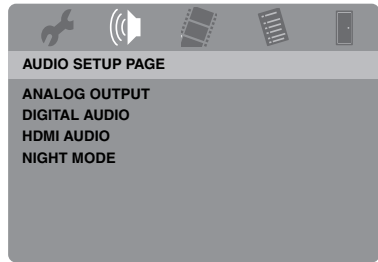 AUDIO SETUP PAGE
ANALOG OUTPUT
DIGITAL AUDIO
HDMI AUDIO
NIGHT MODE